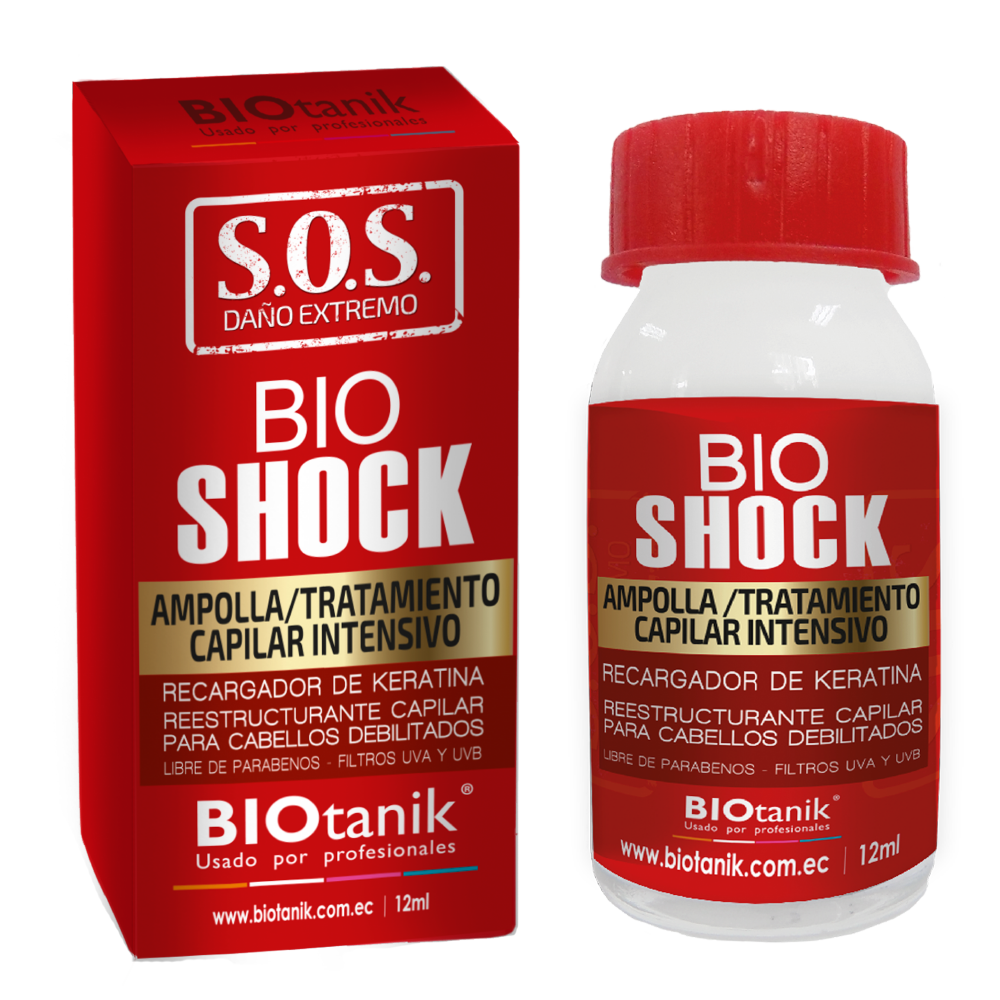 BIOtanik
Usado por profesionales
S.O.S.
DAÑO EXTREMO
BIO
SHOCK
AMPOLLA/TRATAMIENTO
CAPILAR INTENSIVO
RECARGADOR DE KERATINA
REESTRUCTURANTE CAPILAR
PARA CABELLOS DEBILITADOS
LIBRE DE PARABENOS - FILTROS UVA Y UVB
BIOtanik®
Usado por profesionales
www.biotanik.com.ec | 12ml
BIO
SHOCK
AMPOLLA /TRATAMIENTO
CAPILAR INTENSIVO
RECARGADOR DE KERATINA
REESTRUCTURANTE CAPILAR
PARA CABELLOS DEBILITADOS
LIBRE DE PARABENOS - FILTROS UVA Y UVB
BIOtanik®
Usado por profesionales
www.biotanik.com.ec | 12ml